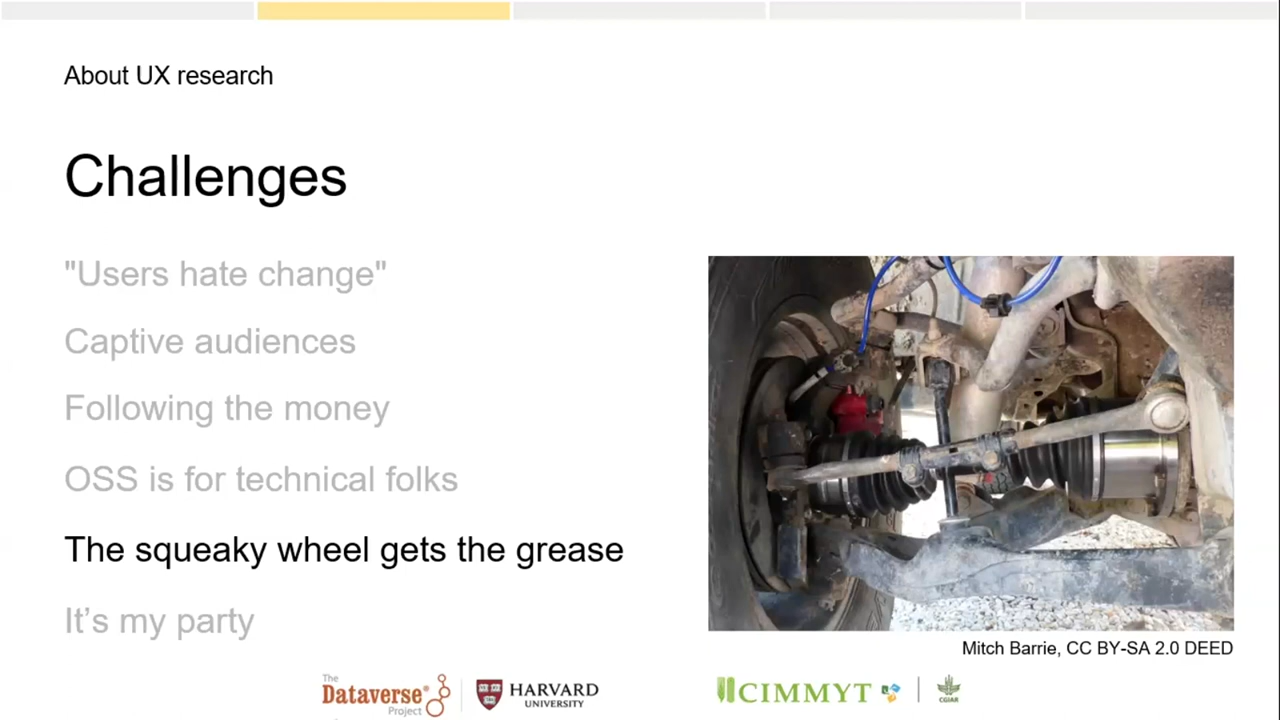 About UX research
Challenges
"Users hate change"
Captive audiences
Following the money
OSS is for technical folks
The squeaky wheel gets the grease
It's my party
Mitch Barrie, CC BY-SA 2.0 DEED
The
Dataverse®
Project
HARVARD
UNIVERSITY
CIMMYT
CGIAR